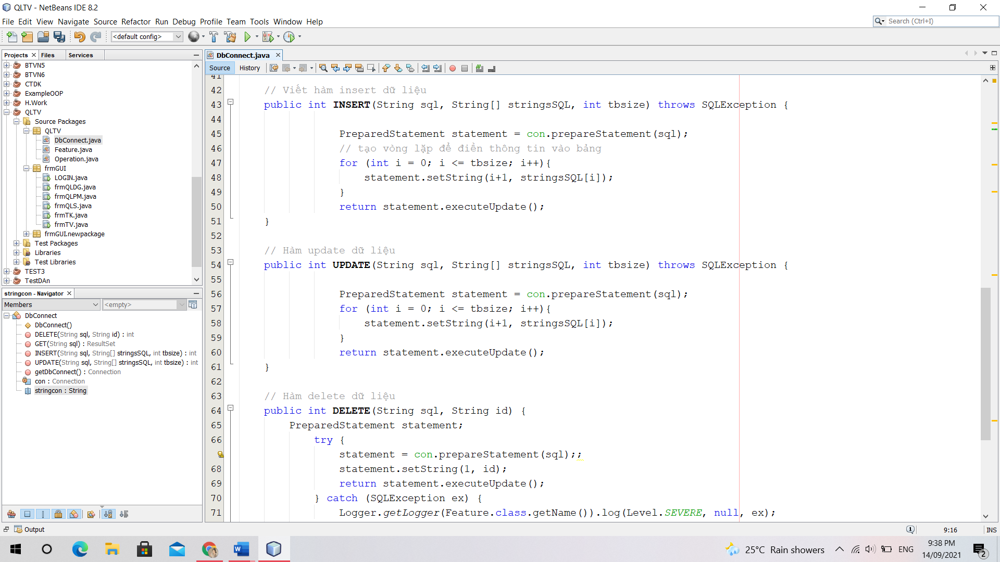 QLTV - NetBeans IDE 8.2
File Edit View Navigate Source Refactor Run Debug Profile Team Tools Window Help
Search (Ctrl+I)
<default config>
Projects Files Services
BTVN5
BTVN6
CTDK
ExampleOOP
H.Work
QLTV
Source Packages
QLTV
DbConnect.java
Feature.java
Operation.java
frmGUI
LOGIN.java
frmQLDG.java
frmQLPM.java
frmQLS.java
frmTK.java
frmTV.java
frmGUI.newpackage
Test Packages
Libraries
Test Libraries
TEST3
TestDAn
stringcon - Navigator
Members <empty>
DbConnect
DbConnect()
DELETE(String sql, String id) : int
GET(String sql) : ResultSet
INSERT(String sql, String[] stringsSQL, int tbsize) : int
UPDATE(String sql, String[] stringsSQL, int tbsize) : int
getDbConnect() : Connection
con : Connection
stringcon : String
DbConnect.java
Source History
41
42 // Viết hàm insert dữ liệu
43 public int INSERT(String sql, String[] stringsSQL, int tbsize) throws SQLException {
44
45 PreparedStatement statement = con.prepareStatement(sql);
46 // tạo vòng lặp để điền thông tin vào bảng
47 for (int i = 0; i <= tbsize; i++){
48 statement.setString(i+1, stringsSQL[i]);
49 }
50 return statement.executeUpdate();
51 }
52
53 // Hàm update dữ liệu
54 public int UPDATE(String sql, String[] stringsSQL, int tbsize) throws SQLException {
55
56 PreparedStatement statement = con.prepareStatement(sql);
57 for (int i = 0; i <= tbsize; i++){
58 statement.setString(i+1, stringsSQL[i]);
59 }
60 return statement.executeUpdate();
61 }
62
63 // Hàm delete dữ liệu
64 public int DELETE(String sql, String id) {
65 PreparedStatement statement;
66 try {
statement = con.prepareStatement(sql);;
68 statement.setString(1, id);
69 return statement.executeUpdate();
70 } catch (SQLException ex) {
71 Logger.getLogger(Feature.class.getName()).log(Level.SEVERE, null, ex);
Output
1
9:16 INS
25°C Rain showers
ENG
9:38 PM
14/09/2021
2